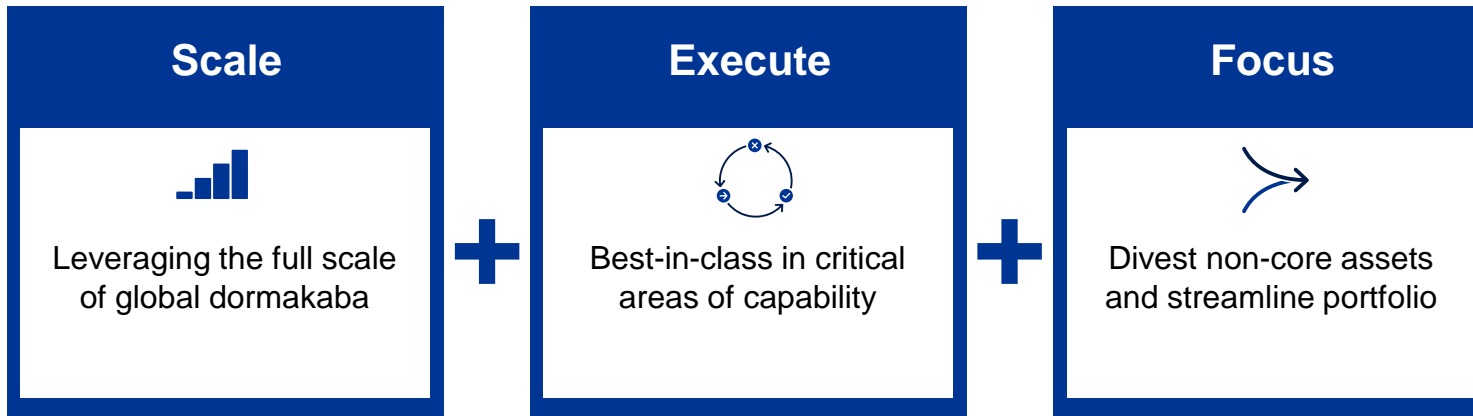 Scale
Leveraging the full scale
of global dormakaba
Execute
Best-in-class in critical
areas of capability
Focus
Divest non-core assets
and streamline portfolio